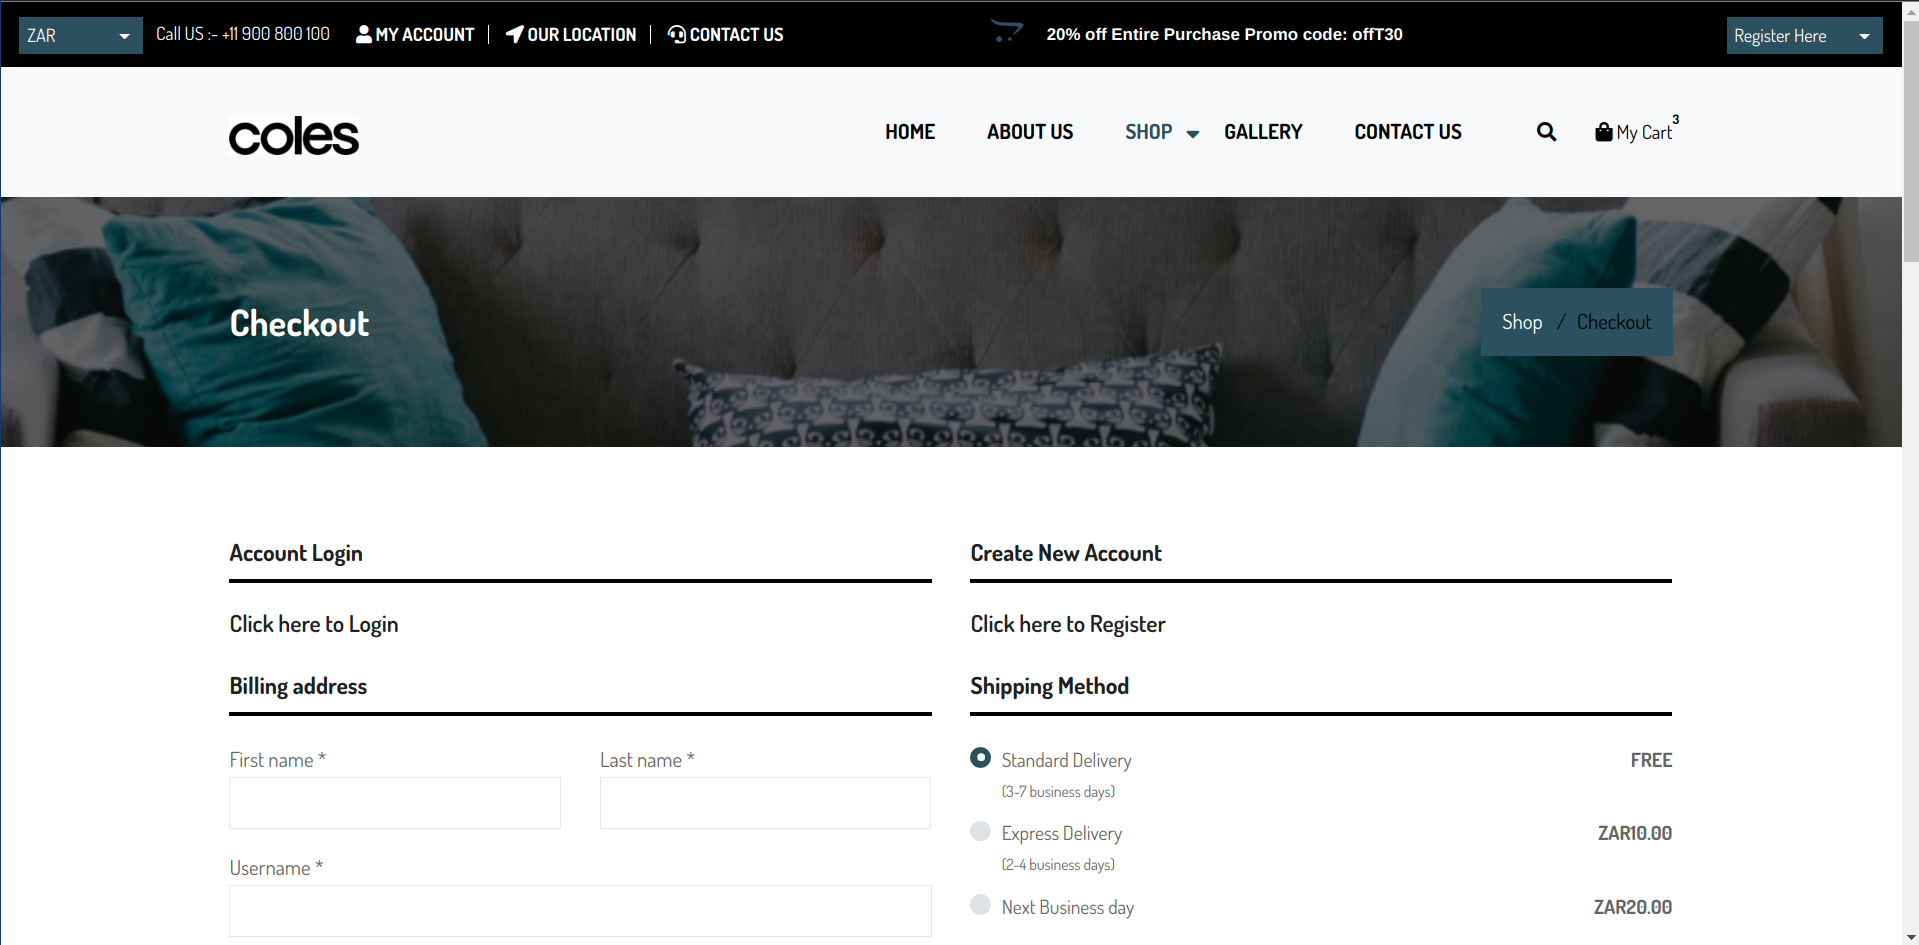 ZAR
Call US :- +11 900 800 100
MY ACCOUNT
OUR LOCATION
CONTACT US
20% off Entire Purchase Promo code: offT30
Register Here
coles
HOME
ABOUT US
SHOP
GALLERY
CONTACT US
My Cart 3
Checkout
Shop / Checkout
Account Login
Click here to Login
Billing address
First name *
Last name *
Username *
Create New Account
Click here to Register
Shipping Method
Standard Delivery FREE
(3-7 business days)
Express Delivery ZAR10.00
(2-4 business days)
Next Business day ZAR20.00